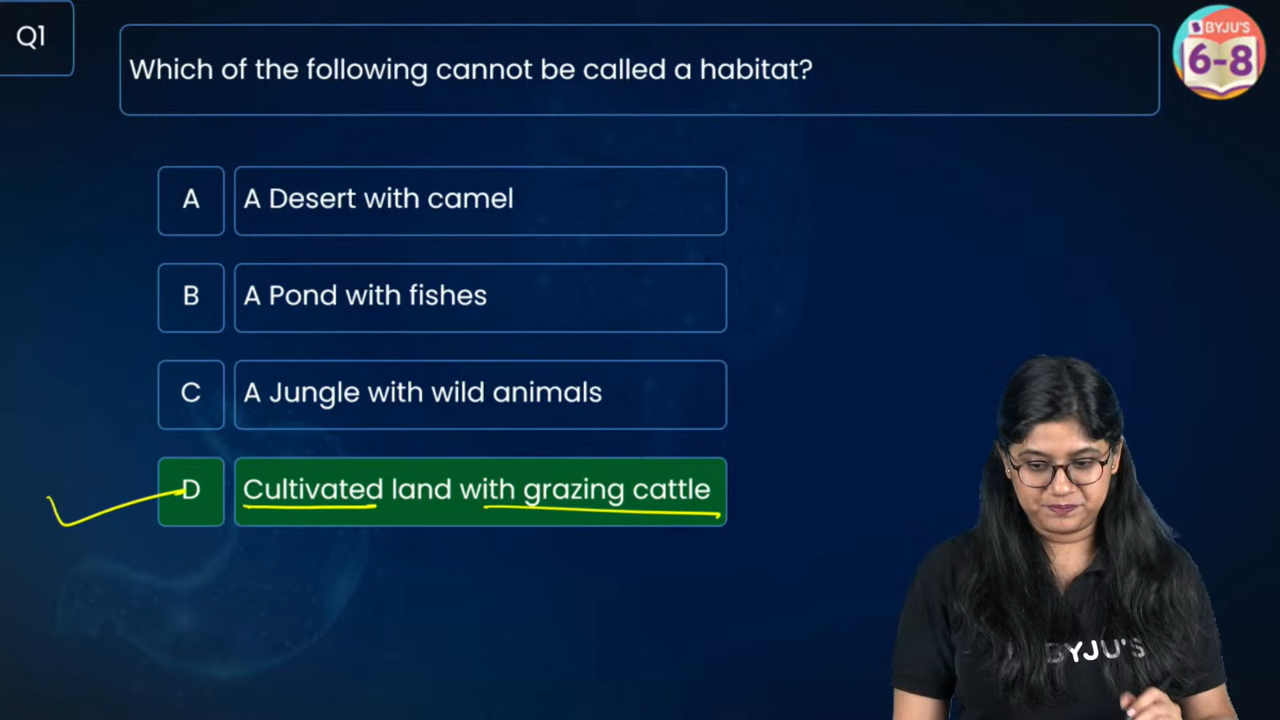 Q1
Which of the following cannot be called a habitat?
BYJU'S
6-8
A
A Desert with camel
B
A Pond with fishes
C
A Jungle with wild animals
D
Cultivated land with grazing cattle
BYJU'S